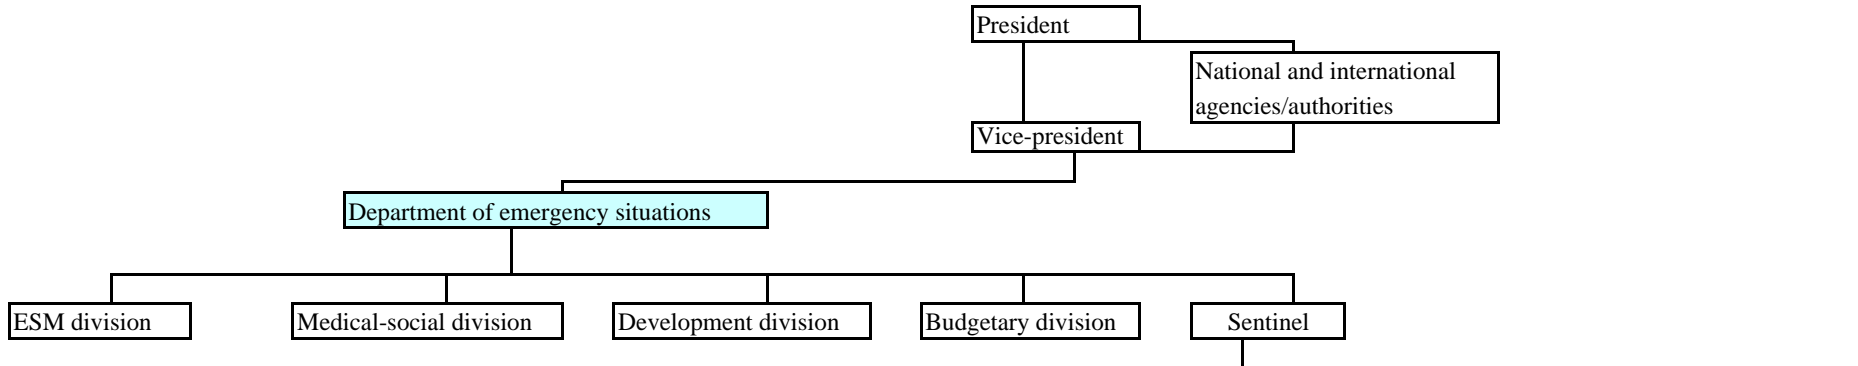 President
National and international
agencies/authorities
Vice-president
Department of emergency situations
ESM division
Medical-social division
Development division
Budgetary division
Sentinel